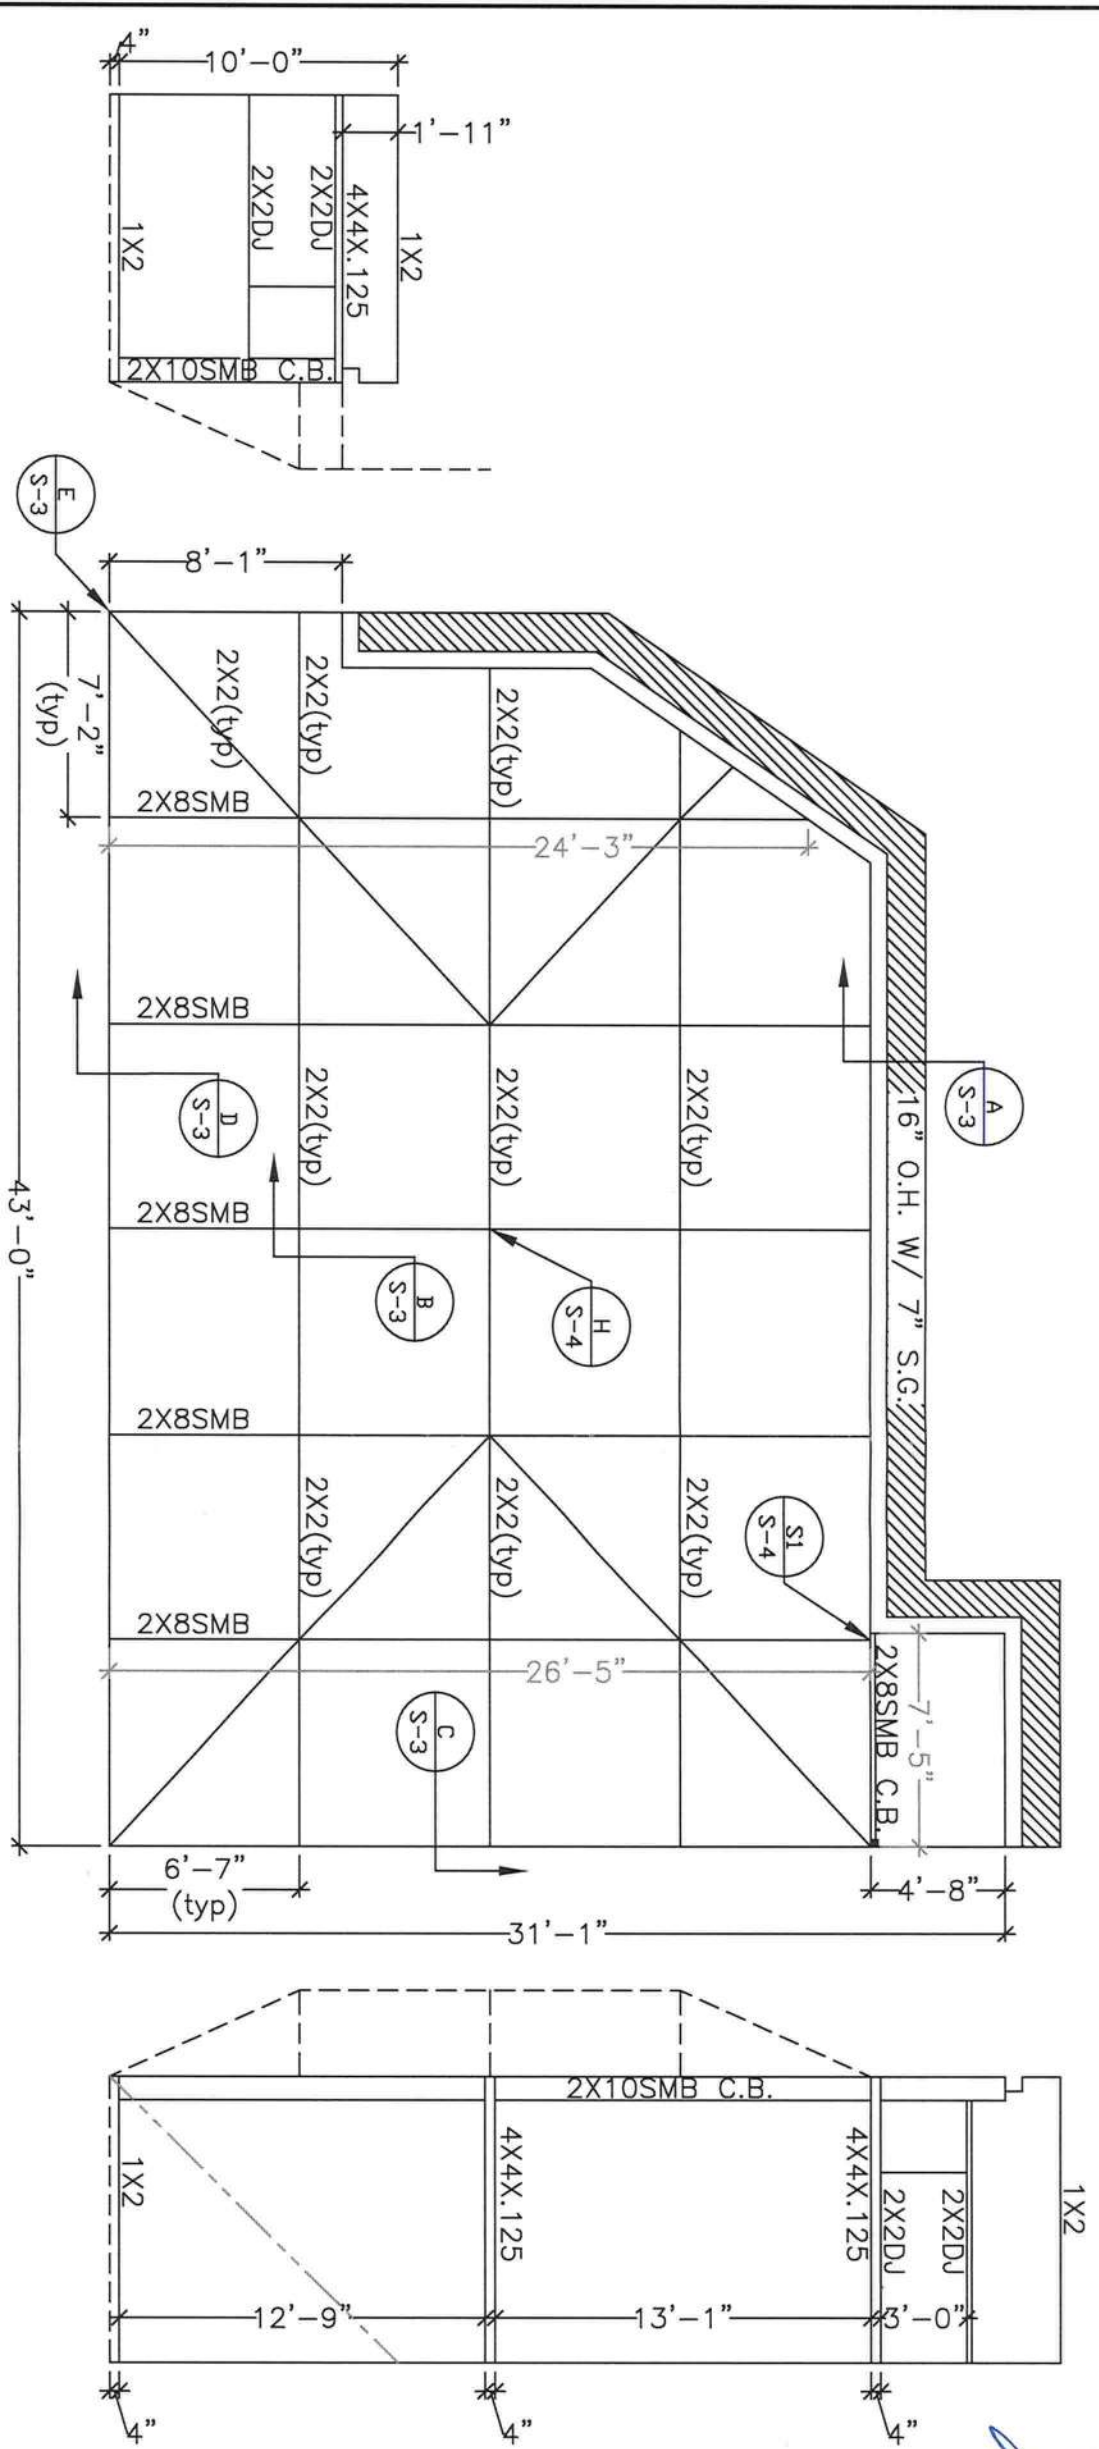 4"
10'-0"
1'-11"
1X2
4X4X.125
2X2DJ
2X2DJ
1X2
2X10SMB C.B.
E
S-3
8'-1"
7'-2"
(typ)
2X2(typ)
2X2(typ)
2X2(typ)
2X8SMB
24'-3"
2X8SMB
A
S-3
16" O.H. W/ 7" S.G.
D
S-3
2X2(typ)
2X2(typ)
2X2(typ)
2X8SMB
B
S-3
H
S-4
43'-0"
2X8SMB
2X2(typ)
2X2(typ)
2X2(typ)
S1
S-4
2X8SMB
26'-5"
2X8SMB C.B.
7'-5"
C
S-3
6'-7"
(typ)
4'-8"
31'-1"
2X10SMB C.B.
1X2
4X4X.125
4X4X.125
2X2DJ
2X2DJ
1X2
12'-9"
13'-1"
3'-0"
4"
4"
4"